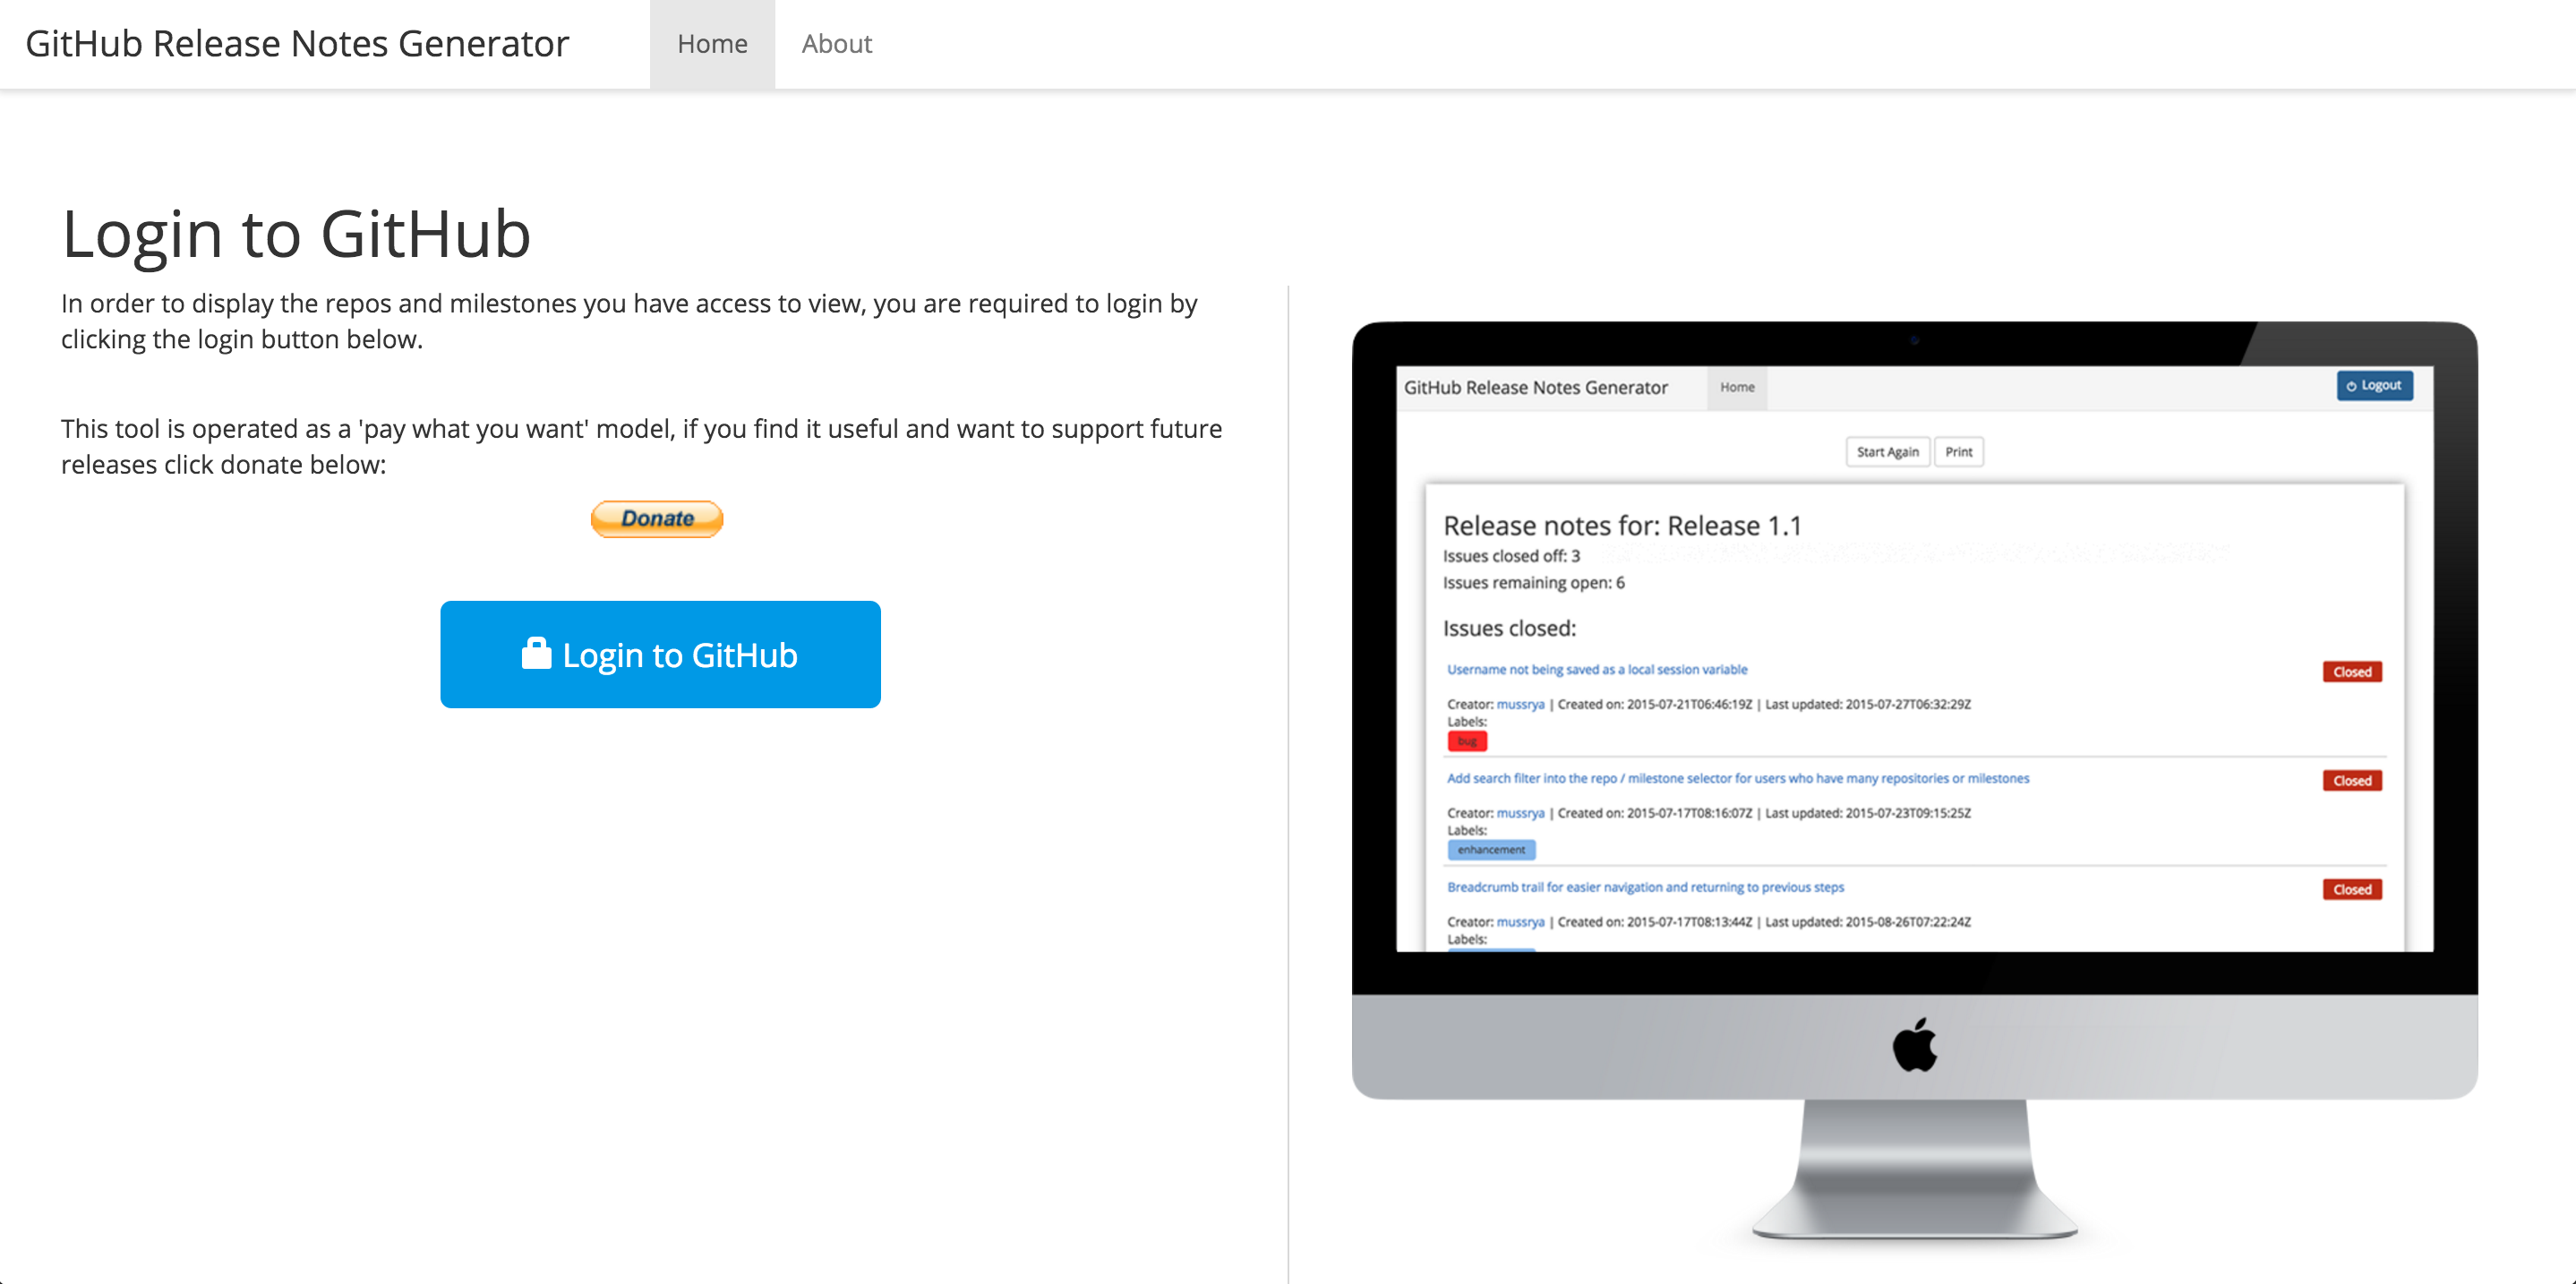 GitHub Release Notes Generator
Home
About
Login to GitHub
In order to display the repos and milestones you have access to view, you are required to login by
clicking the login button below.
This tool is operated as a 'pay what you want' model, if you find it useful and want to support future
releases click donate below:
Donate
Login to GitHub
GitHub Release Notes Generator
Home
Logout
Start Again
Print
Release notes for: Release 1.1
Issues closed off: 3
Issues remaining open: 6
Issues closed:
Username not being saved as a local session variable
Closed
Creator: mussrya | Created on: 2015-07-21T06:46:19Z | Last updated: 2015-07-27T06:32:29Z
Labels:
bug
Add search filter into the repo / milestone selector for users who have many repositories or milestones
Closed
Creator: mussrya | Created on: 2015-07-17T08:16:07Z | Last updated: 2015-07-23T09:15:25Z
Labels:
enhancement
Breadcrumb trail for easier navigation and returning to previous steps
Closed
Creator: mussrya | Created on: 2015-07-17T08:13:44Z | Last updated: 2015-08-26T07:22:24Z
Labels: